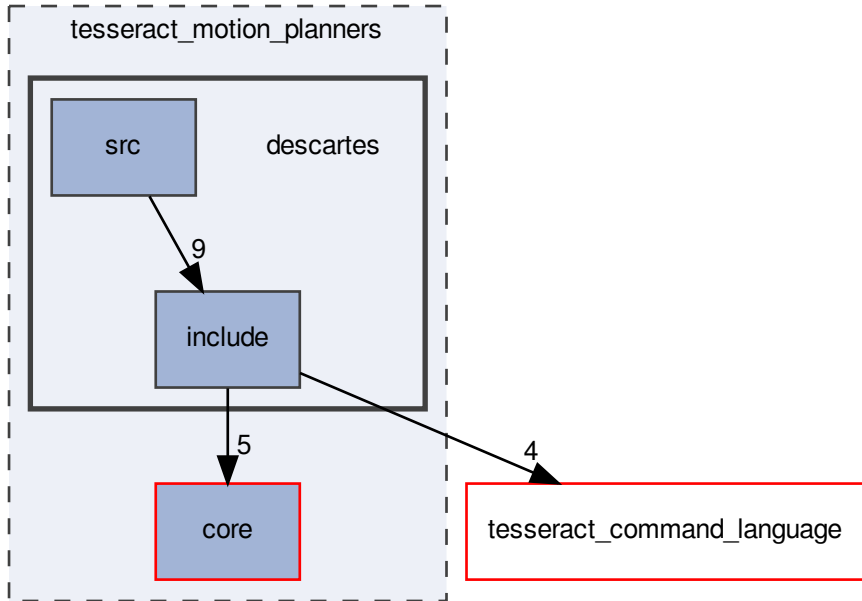 tesseract_motion_planners
src
descartes
9
include
5
4
core
tesseract_command_language